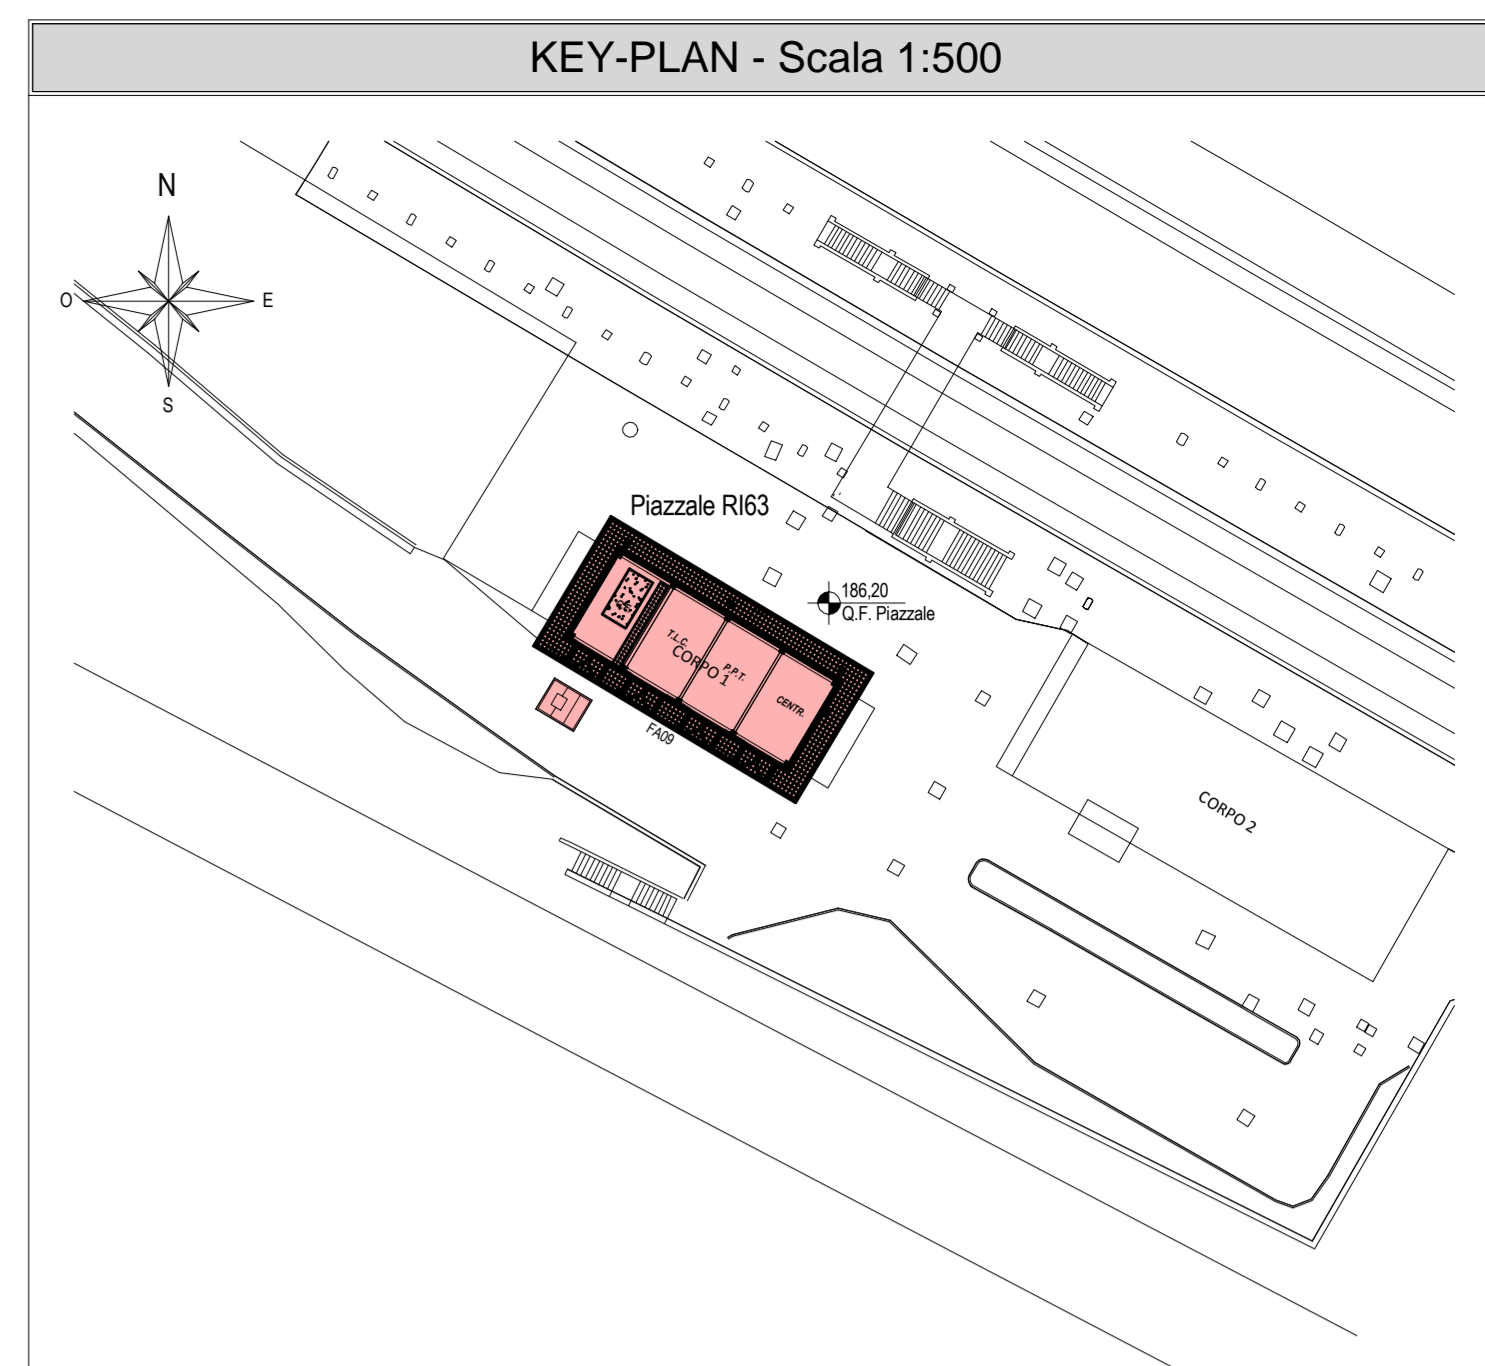 KEY-PLAN - Scala 1:500
N
O
E
S
Piazzale RI63
186,20
Q.F. Piazzale
T.L.C.
CORPO 1
P.P.T.
CENTR.
FA09
CORPO 2